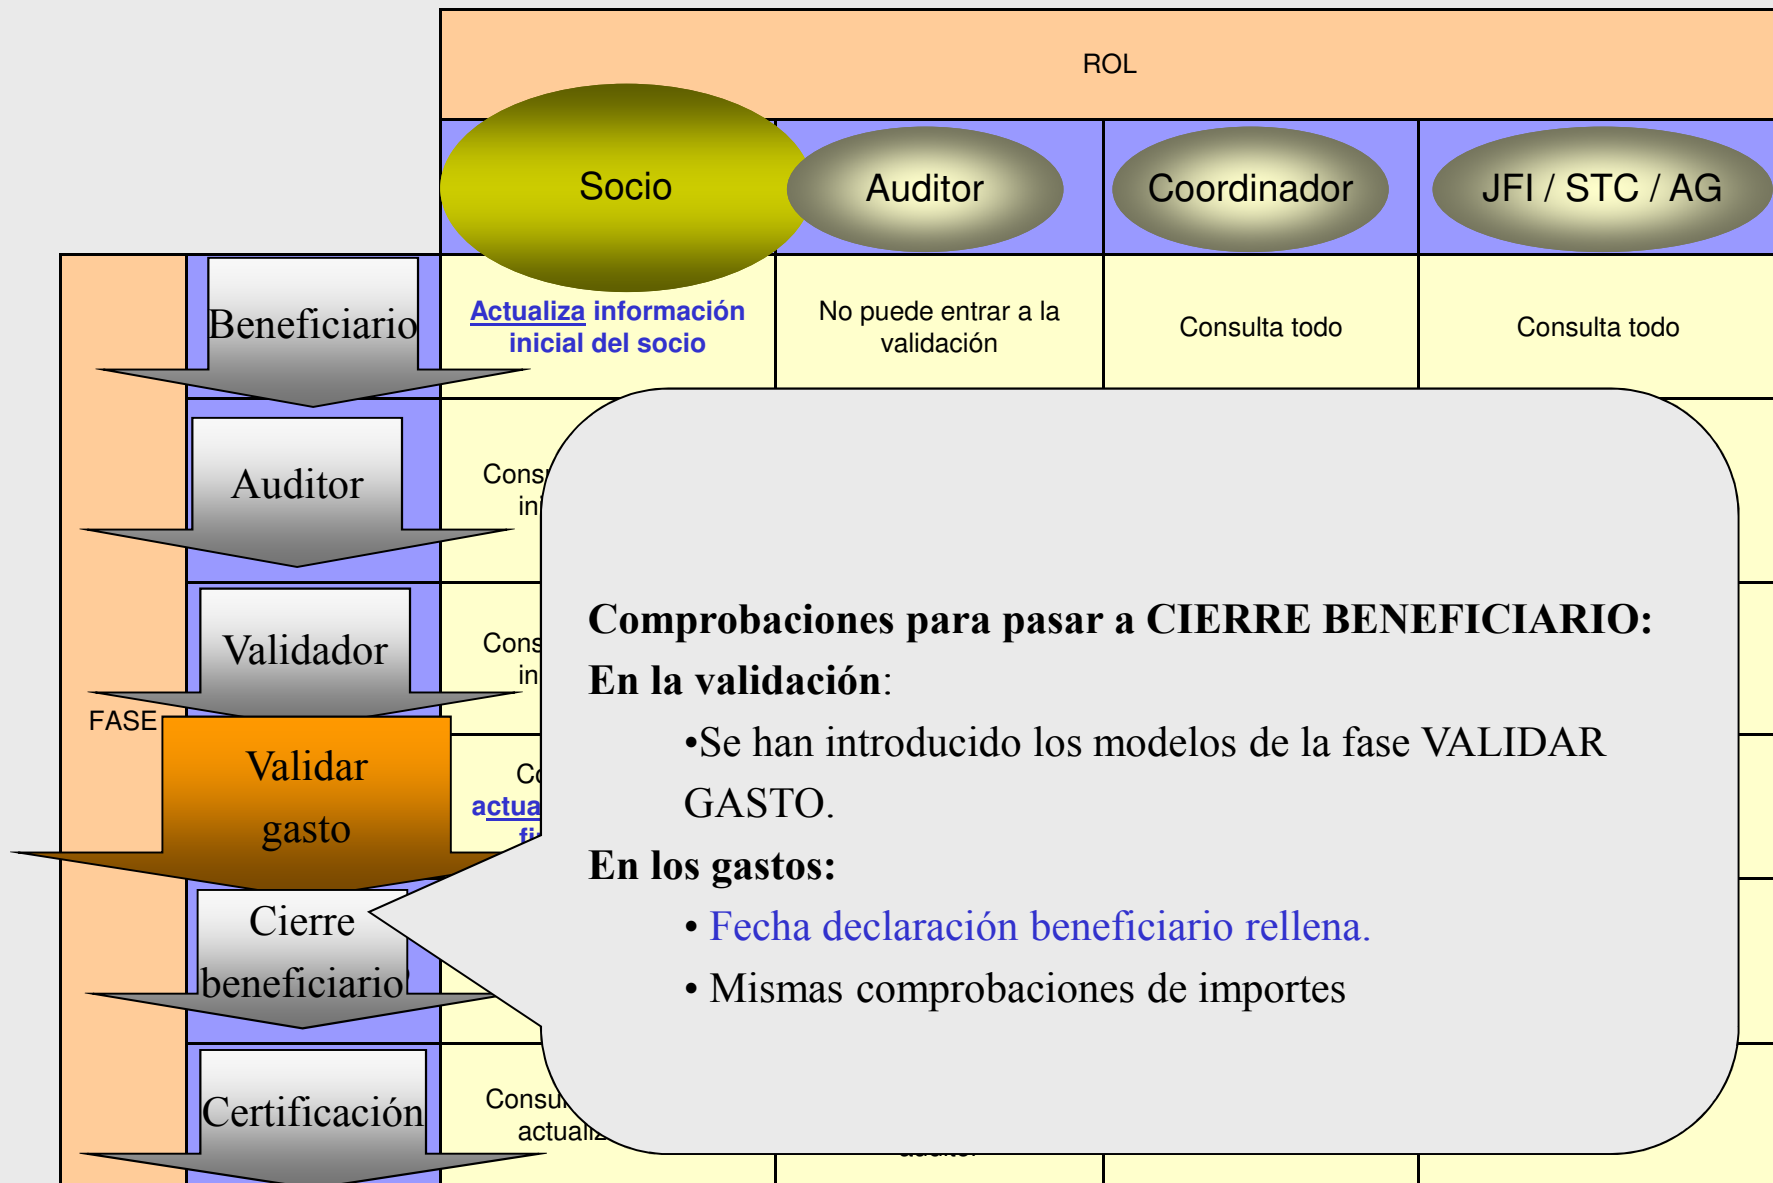 ROL
Socio
Auditor
Coordinador
JFI / STC / AG
FASE
Beneficiario
Actualiza información
inicial del socio
No puede entrar a la
validación
Consulta todo
Consulta todo
Auditor
Validador
Validar
gasto
Cierre
beneficiario
Certificación
Comprobaciones para pasar a CIERRE BENEFICIARIO:
En la validación:
•Se han introducido los modelos de la fase VALIDAR
GASTO.
En los gastos:
• Fecha declaración beneficiario rellena.
• Mismas comprobaciones de importes